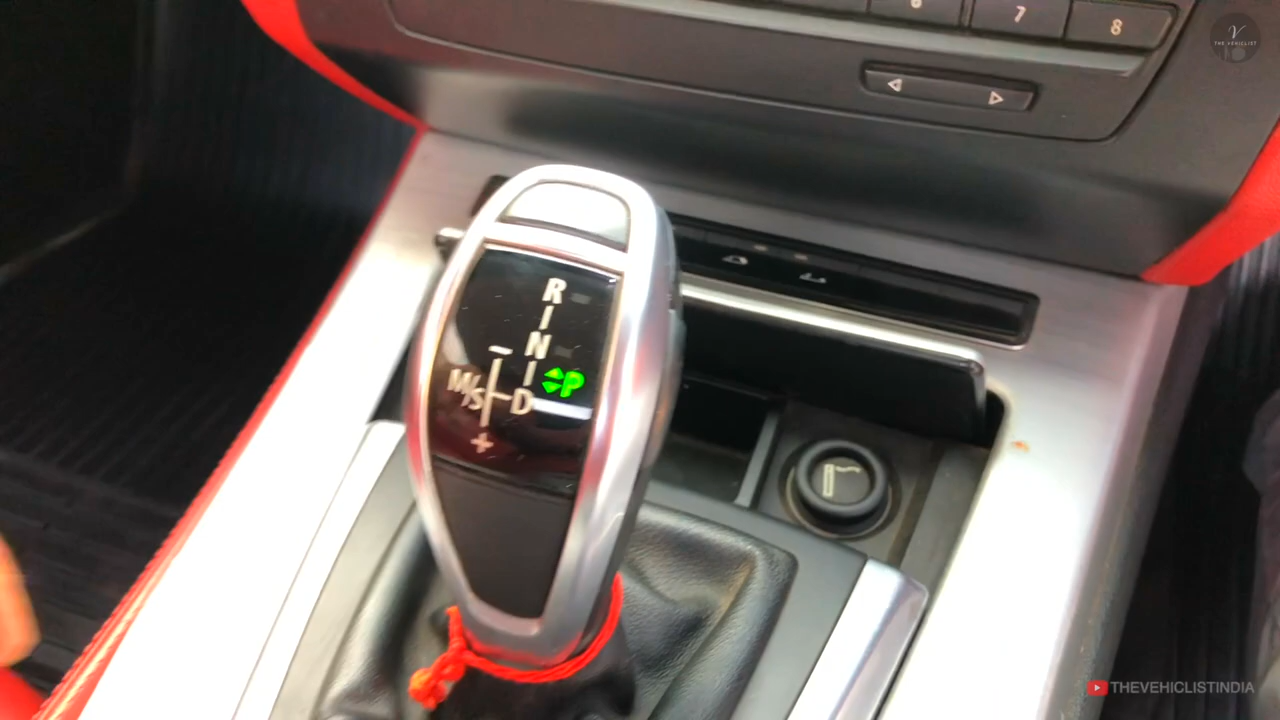 6 7 8
V
THE VEHICLIST
R
N
M/S D P
+
THEVEHICLISTINDIA